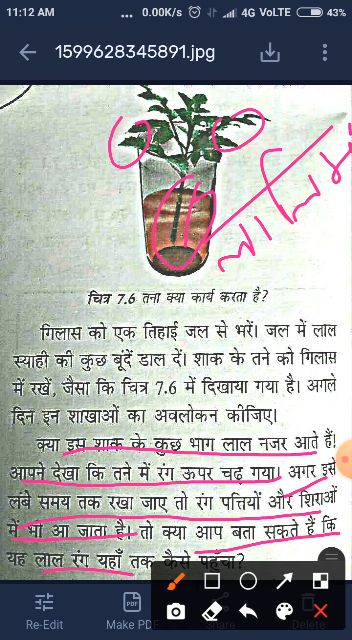 11:12 AM ... 0.00K/s 4G VoLTE 43%
1599628345891.jpg
चित्र 7.6 तना क्या कार्य करता है?
गिलास को एक तिहाई जल से भरें। जल में लाल
स्याही की कुछ बूंदें डाल दें। शाक के तने को गिलास
में रखें, जैसा कि चित्र 7.6 में दिखाया गया है। अगले
दिन इन शाखाओं का अवलोकन कीजिए।
क्या इस शाक के कुछ भाग लाल नजर आते हैं।
आपने देखा कि तने में रंग ऊपर चढ़ गया। अगर इसे
लंबे समय तक रखा जाए तो रंग पत्तियों और शिराओं
में भी आ जाता है। तो क्या आप बता सकते हैं कि
यह लाल रंग यहाँ तक कैसे पहुँचा?
Re-Edit Make PDF Share Delete